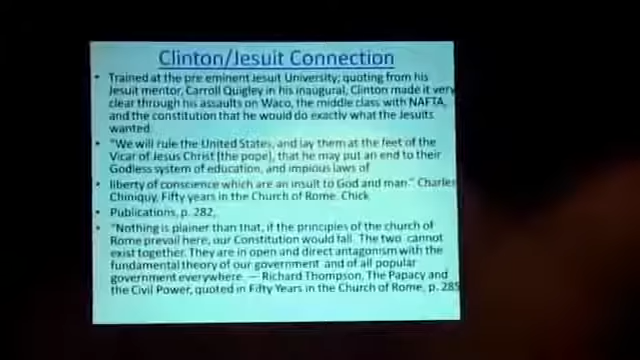 Clinton/Jesuit Connection
• Trained at the pre eminent Jesuit University; quoting from his
Jesuit mentor, Carroll Quigley in his inaugural, Clinton made it very
clear through his assaults on Waco, the middle class with NAFTA,
and the constitution that he would do exactly what the Jesuits
wanted.
• "We will rule the United States, and lay them at the feet of the
Vicar of Jesus Christ [the pope), that he may put an end to their
Godless system of education, and impious laws of
• liberty of conscience which are an insult to God and man." Charles
Chiniquy, Fifty years in the Church of Rome, Chick
• Publications, p. 282,
• "Nothing is plainer than that, if the principles of the church of
Rome prevail here, our Constitution would fall. The two cannot
exist together. They are in open and direct antagonism with the
fundamental theory of our government and of all popular
government everywhere. — Richard Thompson, The Papacy and
the Civil Power, quoted in Fifty Years in the Church of Rome, p. 285